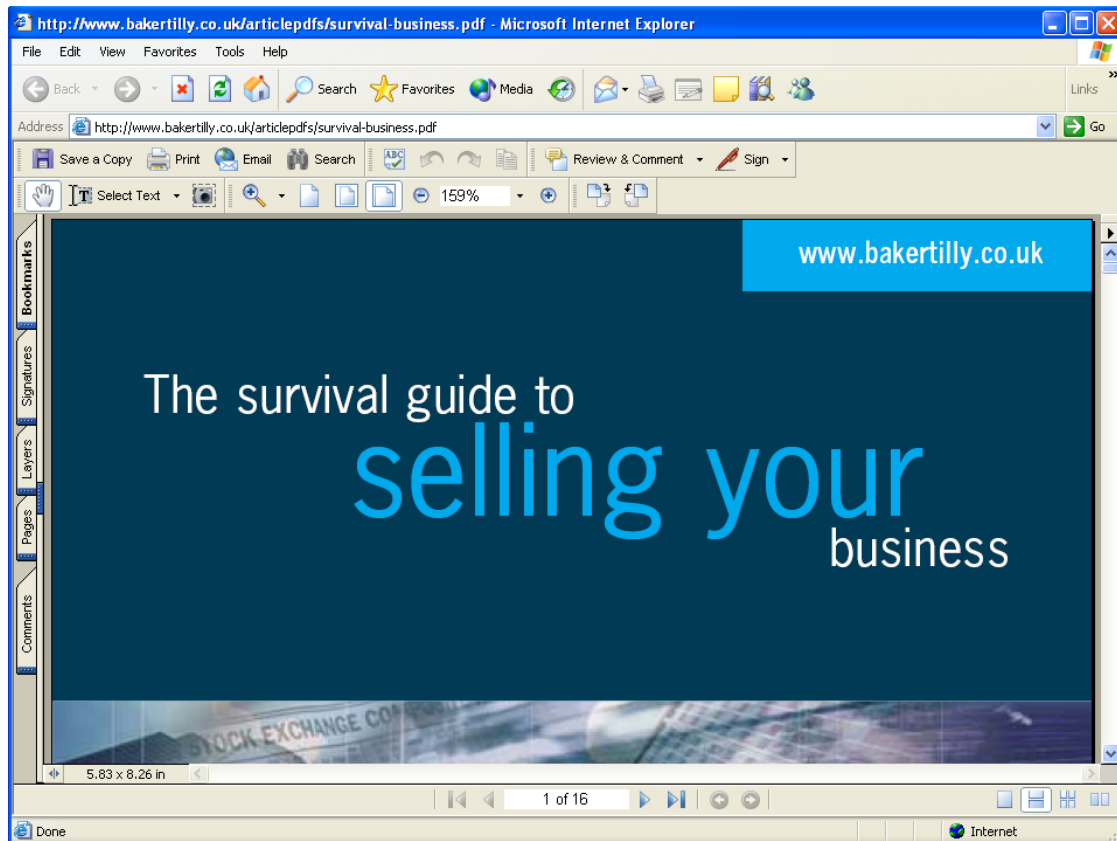 http://www.bakertilly.co.uk/articlepdfs/survival-business.pdf - Microsoft Internet Explorer
File Edit View Favorites Tools Help
Back Search Favorites Media Links
Address http://www.bakertilly.co.uk/articlepdfs/survival-business.pdf Go
Save a Copy Print Email Search Review & Comment Sign
Select Text 159%
Bookmarks
Signatures
Layers
Pages
Comments
www.bakertilly.co.uk
The survival guide to
selling your
business
STOCK EXCHANGE
5.83 x 8.26 in
1 of 16
Done Internet